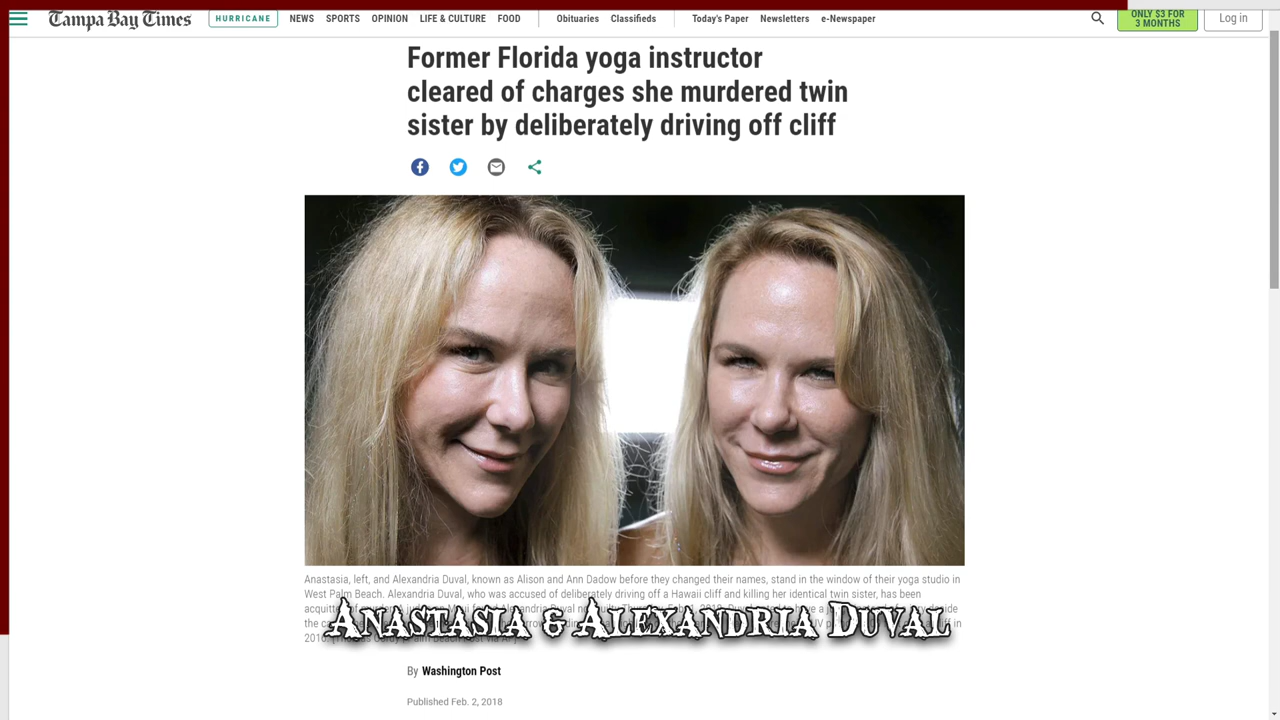 Tampa Bay Times
HURRICANE
NEWS SPORTS OPINION LIFE & CULTURE FOOD Obituaries Classifieds Today's Paper Newsletters e-Newspaper
ONLY $3 FOR
3 MONTHS
Log in
Former Florida yoga instructor
cleared of charges she murdered twin
sister by deliberately driving off cliff
Anastasia, left, and Alexandria Duval, known as Alison and Ann Dadow before they changed their names, stand in the window of their yoga studio in
West Palm Beach. Alexandria Duval, who was accused of deliberately driving off a Hawaii cliff and killing her identical twin sister, has been
Anastasia & Alexandria Duval
By Washington Post
Published Feb. 2, 2018